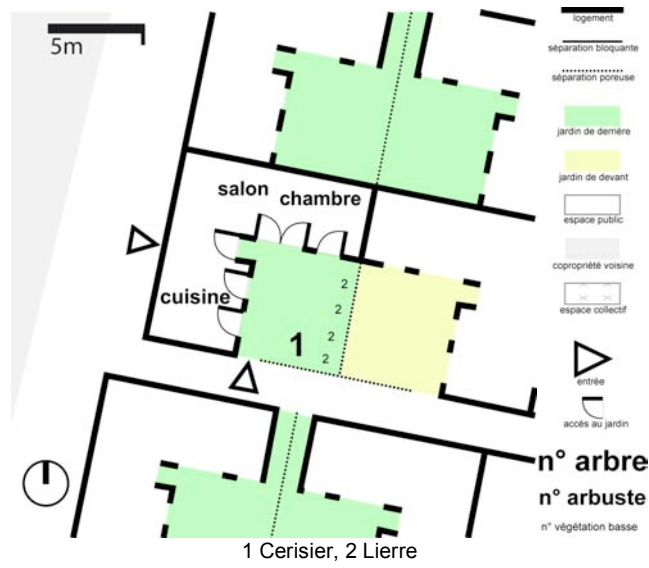 5m
salon
chambre
cuisine
2
2
2
1
2
logement
séparation bloquante
séparation poreuse
jardin de derrière
jardin de devant
espace public
copropriété voisine
espace collectif
entrée
accès au jardin
n° arbre
n° arbuste
n° végétation basse
1 Cerisier, 2 Lierre